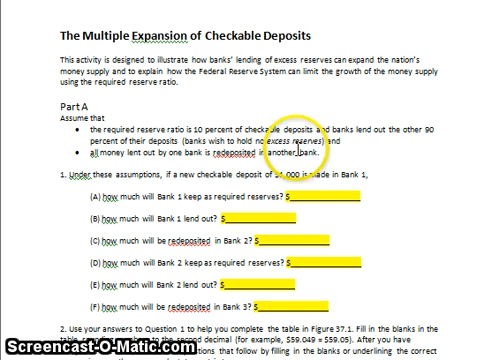 The Multiple Expansion of Checkable Deposits
This activity is designed to illustrate how banks' lending of excess reserves can expand the nation's
money supply and to explain how the Federal Reserve System can limit the growth of the money supply
using the required reserve ratio.
Part A
Assume that
• the required reserve ratio is 10 percent of checkable deposits and banks lend out the other 90
percent of their deposits (banks wish to hold no excess reserves) and
• all money lent out by one bank is redeposited in another bank.
1. Under these assumptions, if a new checkable deposit of $1,000 is made in Bank 1,
(A) how much will Bank 1 keep as required reserves? $
(B) how much will Bank 1 lend out? $
(C) how much will be redeposited in Bank 2? $
(D) how much will Bank 2 keep as required reserves? $
(E) how much will Bank 2 lend out? $
(F) how much will be redeposited in Bank 3? $
2. Use your answers to Question 1 to help you complete the table in Figure 37.1. Fill in the blanks in the
to the second decimal (for example, $59.049 = $59.05). After you have
that follow by filling in the blanks or underlining the correct
Screencast-O-Matic.com